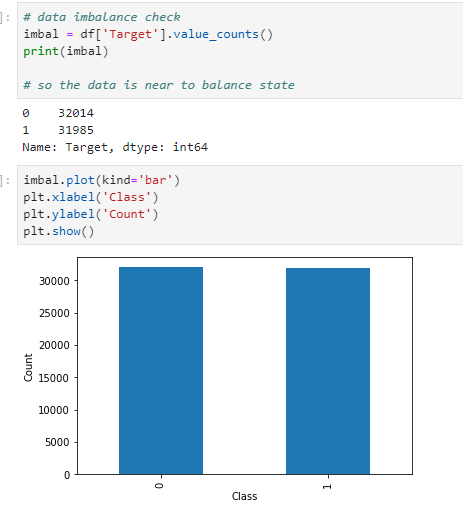 ]:
# data imbalance check
imbal = df['Target'].value_counts()
print(imbal)
# so the data is near to balance state
0    32014
1    31985
Name: Target, dtype: int64
]:
imbal.plot(kind='bar')
plt.xlabel('Class')
plt.ylabel('Count')
plt.show()
30000
25000
20000
15000
10000
5000
0
Count
0
1
Class